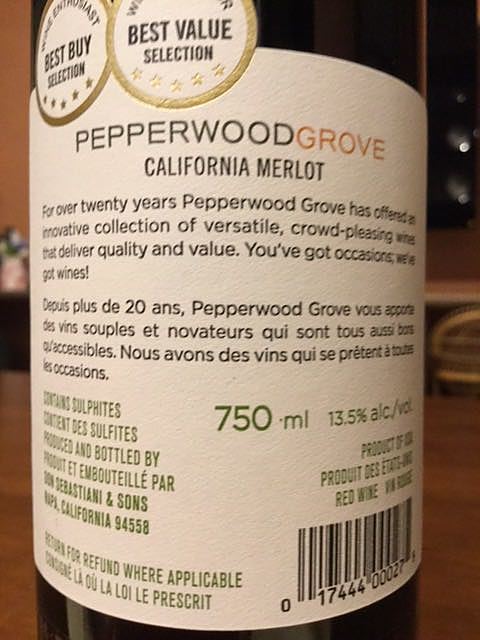 WINE ENTHUSIAST
BEST BUY
SELECTION
BEST VALUE
SELECTION
PEPPERWOODGROVE
CALIFORNIA MERLOT
For over twenty years Pepperwood Grove has offered an
innovative collection of versatile, crowd-pleasing wines
that deliver quality and value. You've got occasions; we've
got wines!
Depuis plus de 20 ans, Pepperwood Grove vous apporte
des vins souples et novateurs qui sont tous aussi bons
qu'accessibles. Nous avons des vins qui se prêtent à toutes
les occasions.
CONTAINS SULPHITES
CONTIENT DES SULFITES
PRODUCED AND BOTTLED BY
PRODUIT ET EMBOUTEILLÉ PAR
DON SEBASTIANI & SONS
NAPA, CALIFORNIA 94558
750 ml 13.5% alc./vol.
PRODUCT OF USA
PRODUIT DES ÉTATS-UNIS
RED WINE VIN ROUGE
RETURN FOR REFUND WHERE APPLICABLE
CONSIGNÉ LÀ OÙ LA LOI LE PRESCRIT
0 17444 00027